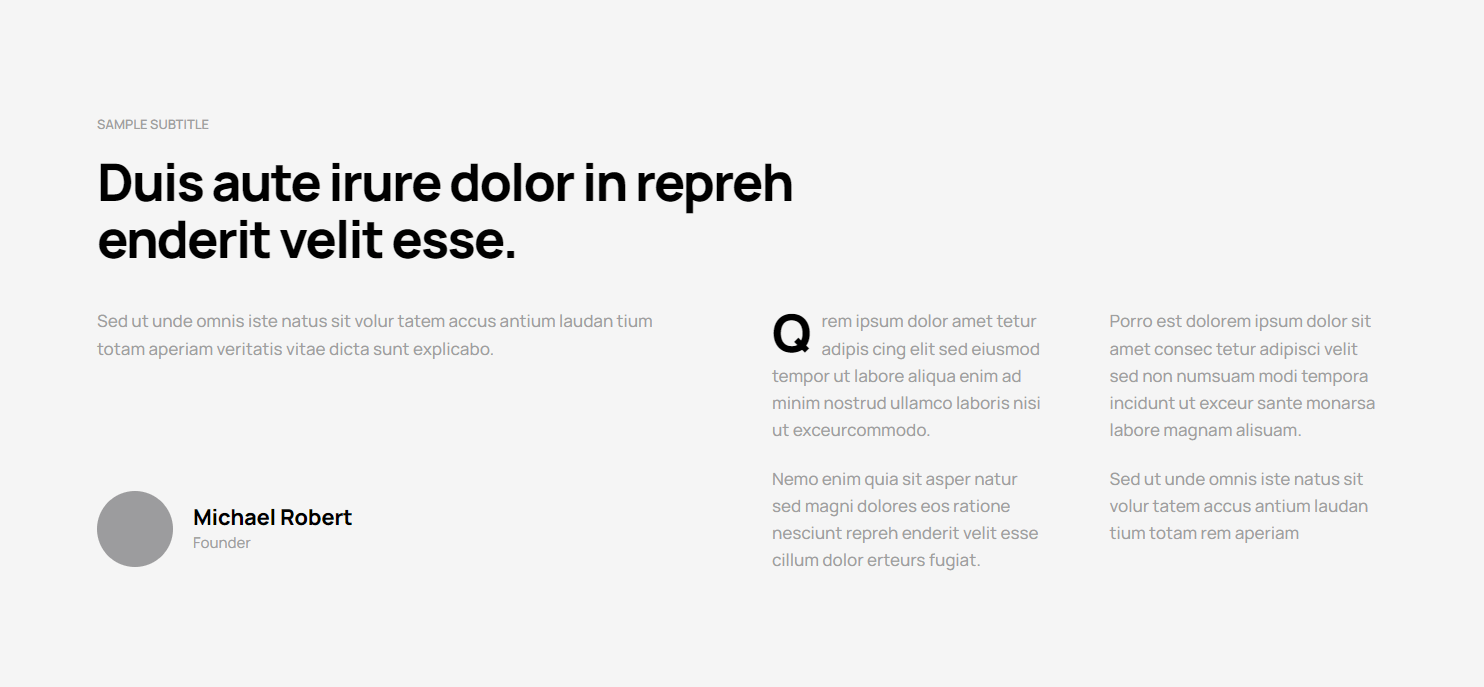 SAMPLE SUBTITLE
Duis aute irure dolor in repreh
enderit velit esse.
Sed ut unde omnis iste natus sit volur tatem accus antium laudan tium
totam aperiam veritatis vitae dicta sunt explicabo.
Michael Robert
Founder
Qrem ipsum dolor amet tetur
adipis cing elit sed eiusmod
tempor ut labore aliqua enim ad
minim nostrud ullamco laboris nisi
ut exceurcommodo.
Nemo enim quia sit asper natur
sed magni dolores eos ratione
nesciunt repreh enderit velit esse
cillum dolor erteurs fugiat.
Porro est dolorem ipsum dolor sit
amet consec tetur adipisci velit
sed non numsuam modi tempora
incidunt ut exceur sante monarsa
labore magnam alisuam.
Sed ut unde omnis iste natus sit
volur tatem accus antium laudan
tium totam rem aperiam